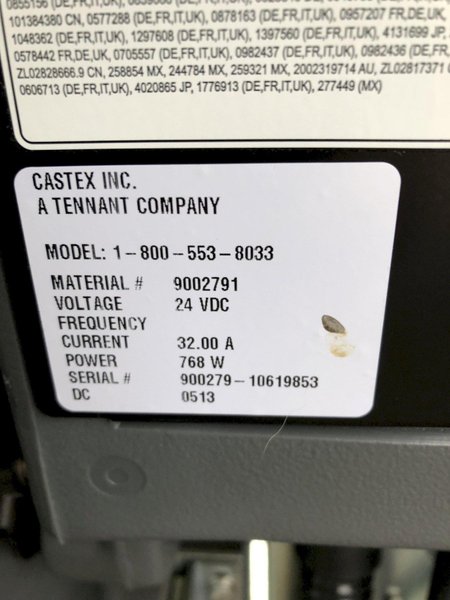 101384380 CN, 0577288 (DE,FR,IT,UK), 0878163 (DE,FR,IT,UK), 0957207 FR,DE,UK,
1048362 (DE,FR,IT,UK), 1297608 (DE,FR,IT,UK), 1397560 (DE,FR,IT,UK), 4131699 JP,
0578442 FR,DE,UK), 0705557 (DE,FR,IT,UK), 0982437 (DE,FR,IT,UK), 0982436 (DE,FR,
ZL02828666.9 CN, 258854 MX, 244784 MX, 259321 MX, 2002319714 AU, ZL02817371
0606713 (DE,FR,IT,UK), 4020865 JP, 1776913 (DE,FR,IT,UK), 277449 (MX)
CASTEX INC.
A TENNANT COMPANY
MODEL: 1-800-553-8033
MATERIAL # 9002791
VOLTAGE 24 VDC
FREQUENCY
CURRENT 32.00 A
POWER 768 W
SERIAL # 900279-10619853
DC 0513